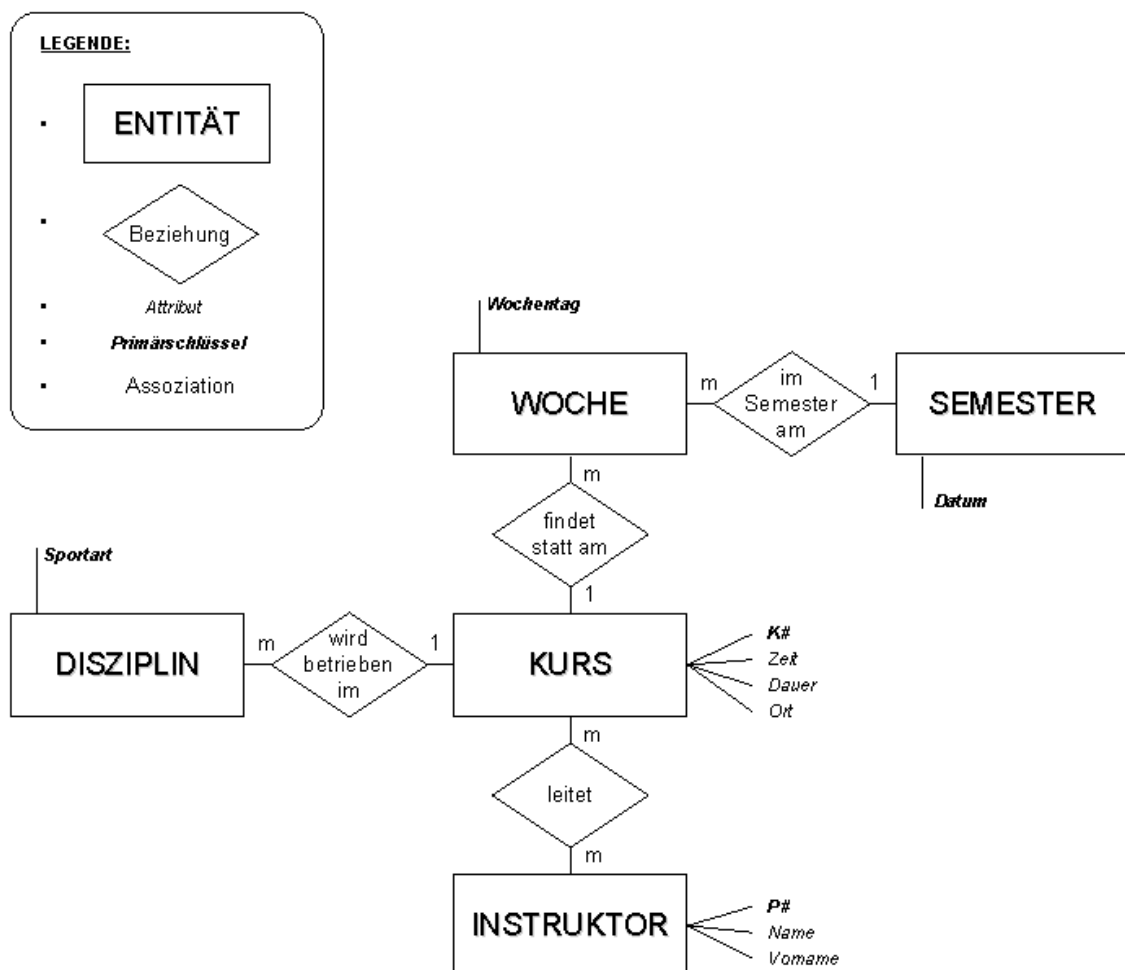 LEGENDE:
ENTITÄT
Beziehung
Attribut
Primärschlüssel
Assoziation
Wochentag
WOCHE
m
im
Semester
am
1
SEMESTER
Datum
m
findet
statt am
1
Sportart
DISZIPLIN
m
wird
betrieben
im
1
KURS
K#
Zeit
Dauer
Ort
m
leitet
m
INSTRUKTOR
P#
Name
Vorname